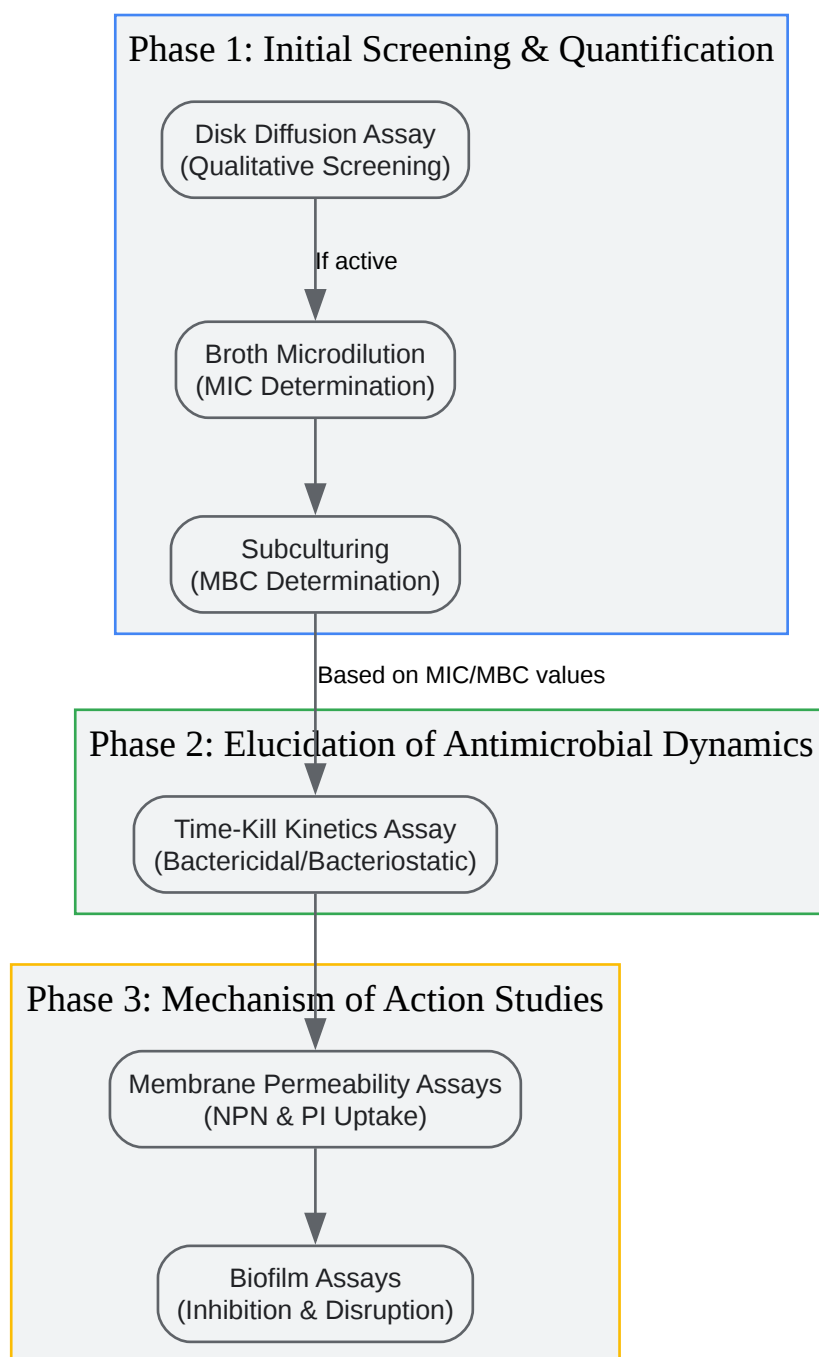 Phase 1: Initial Screening & Quantification
Disk Diffusion Assay
(Qualitative Screening)
If active
Broth Microdilution
(MIC Determination)
Subculturing
(MBC Determination)
Based on MIC/MBC values
Phase 2: Elucidation of Antimicrobial Dynamics
Time-Kill Kinetics Assay
(Bactericidal/Bacteriostatic)
Phase 3: Mechanism of Action Studies
Membrane Permeability Assays
(NPN & PI Uptake)
Biofilm Assays
(Inhibition & Disruption)